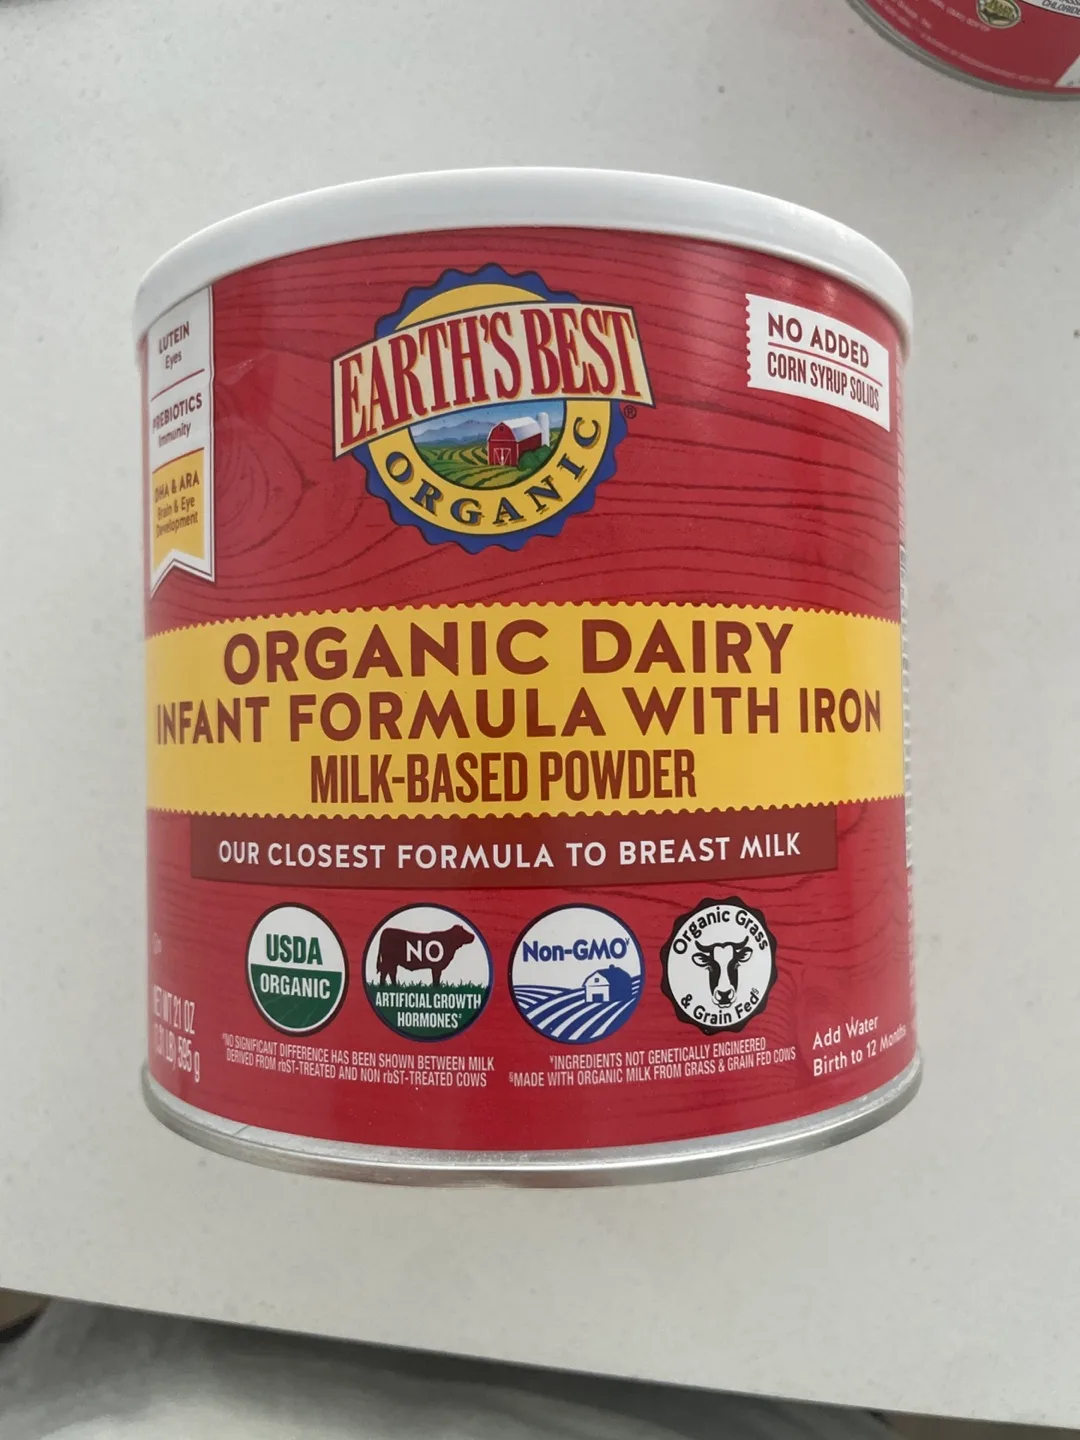 LUTEIN
Eyes
PREBIOTICS
Immunity
DHA & ARA
Brain & Eye
Development
EARTH'S BEST®
ORGANIC
NO ADDED
CORN SYRUP SOLIDS
ORGANIC DAIRY
INFANT FORMULA WITH IRON
MILK-BASED POWDER
OUR CLOSEST FORMULA TO BREAST MILK
USDA
ORGANIC
NO
ARTIFICIAL GROWTH
HORMONES‡
Non-GMO¥
Organic Grass
& Grain Fed§
NET WT 21 OZ
(1.31 LB) 595 g
‡NO SIGNIFICANT DIFFERENCE HAS BEEN SHOWN BETWEEN MILK
DERIVED FROM rbST-TREATED AND NON rbST-TREATED COWS
¥INGREDIENTS NOT GENETICALLY ENGINEERED
§MADE WITH ORGANIC MILK FROM GRASS & GRAIN FED COWS
Add Water
Birth to 12 Months